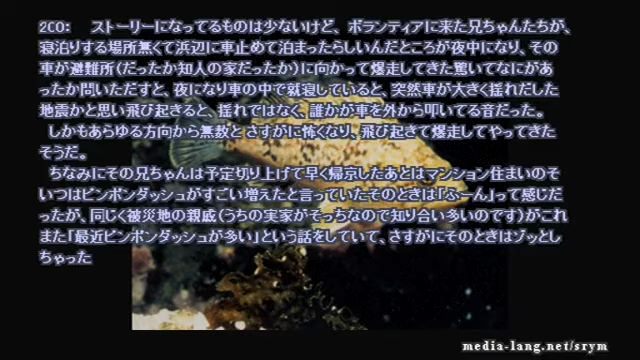 2CO:　ストーリーになってるものは少ないけど、ボランティアに来た兄ちゃんたちが、
寝泊りする場所無くて浜辺に車止めて泊まったらしいんだところが夜中になり、その
車が避難所（だったか知人の家だったか）に向かって爆走してきた驚いてなにがあ
ったか問いただすと、夜になり車の中で就寝していると、突然車が大きく揺れだした
地震かと思い飛び起きると、揺れではなく、誰かが車を外から叩いてる音だった。
しかもあらゆる方向から無数と さすがに怖くなり、飛び起きて爆走してやってきた
そうだ。
ちなみにその兄ちゃんは予定切り上げて早く帰京したあとはマンション住まいのそ
いつはピンポンダッシュがすごい増えたと言っていたそのときは「ふーん」って感じだ
ったが、同じく被災地の親戚（うちの実家がそっちなので知り合い多いのです）がこれ
また「最近ピンポンダッシュが多い」という話をしていて、さすがにそのときはゾッとし
ちゃった
media-lang.net/srym